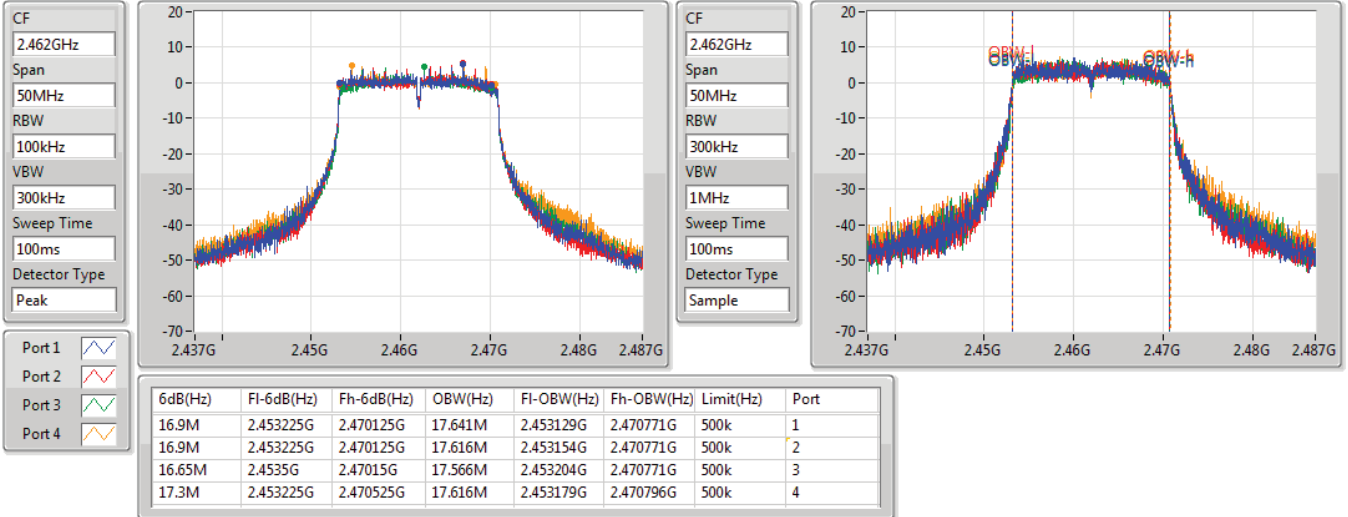 CF
2.462GHz
Span
50MHz
RBW
100kHz
VBW
300kHz
Sweep Time
100ms
Detector Type
Peak
20
10
0
-10
-20
-30
-40
-50
-60
-70
2.437G 2.45G 2.46G 2.47G 2.48G 2.487G
CF
2.462GHz
Span
50MHz
RBW
300kHz
VBW
1MHz
Sweep Time
100ms
Detector Type
Sample
20
10
0
-10
-20
-30
-40
-50
-60
-70
OBW-l OBW-h
2.437G 2.45G 2.46G 2.47G 2.48G 2.487G
Port 1
Port 2
Port 3
Port 4
6dB(Hz) Fl-6dB(Hz) Fh-6dB(Hz) OBW(Hz) Fl-OBW(Hz) Fh-OBW(Hz) Limit(Hz) Port
16.9M 2.453225G 2.470125G 17.641M 2.453129G 2.470771G 500k 1
16.9M 2.453225G 2.470125G 17.616M 2.453154G 2.470771G 500k 2
16.65M 2.4535G 2.47015G 17.566M 2.453204G 2.470771G 500k 3
17.3M 2.453225G 2.470525G 17.616M 2.453179G 2.470796G 500k 4